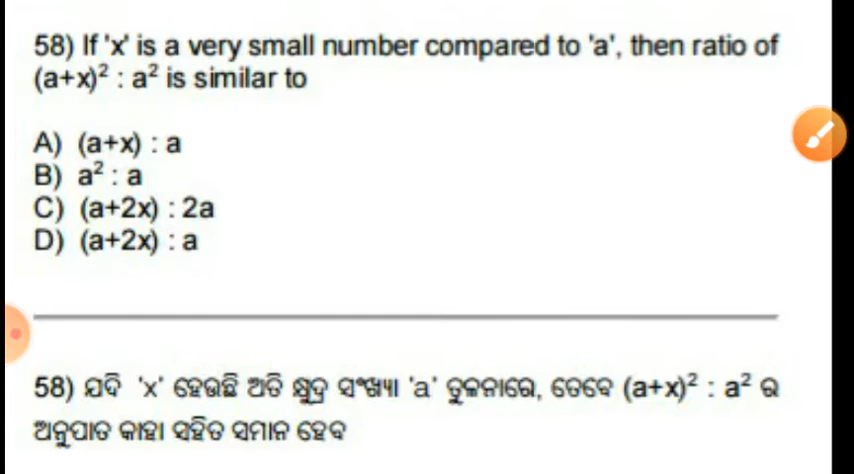 58) If 'x' is a very small number compared to 'a', then ratio of
(a+x)² : a² is similar to
A) (a+x) : a
B) a² : a
C) (a+2x) : 2a
D) (a+2x) : a
58) ଯଦି 'x' ହେଉଛି ଅତି କ୍ଷୁଦ୍ର ସଂଖ୍ୟା 'a' ତୁଳନାରେ, ତେବେ (a+x)² : a² ର
ଅନୁପାତ କାହା ସହିତ ସମାନ ହେବ